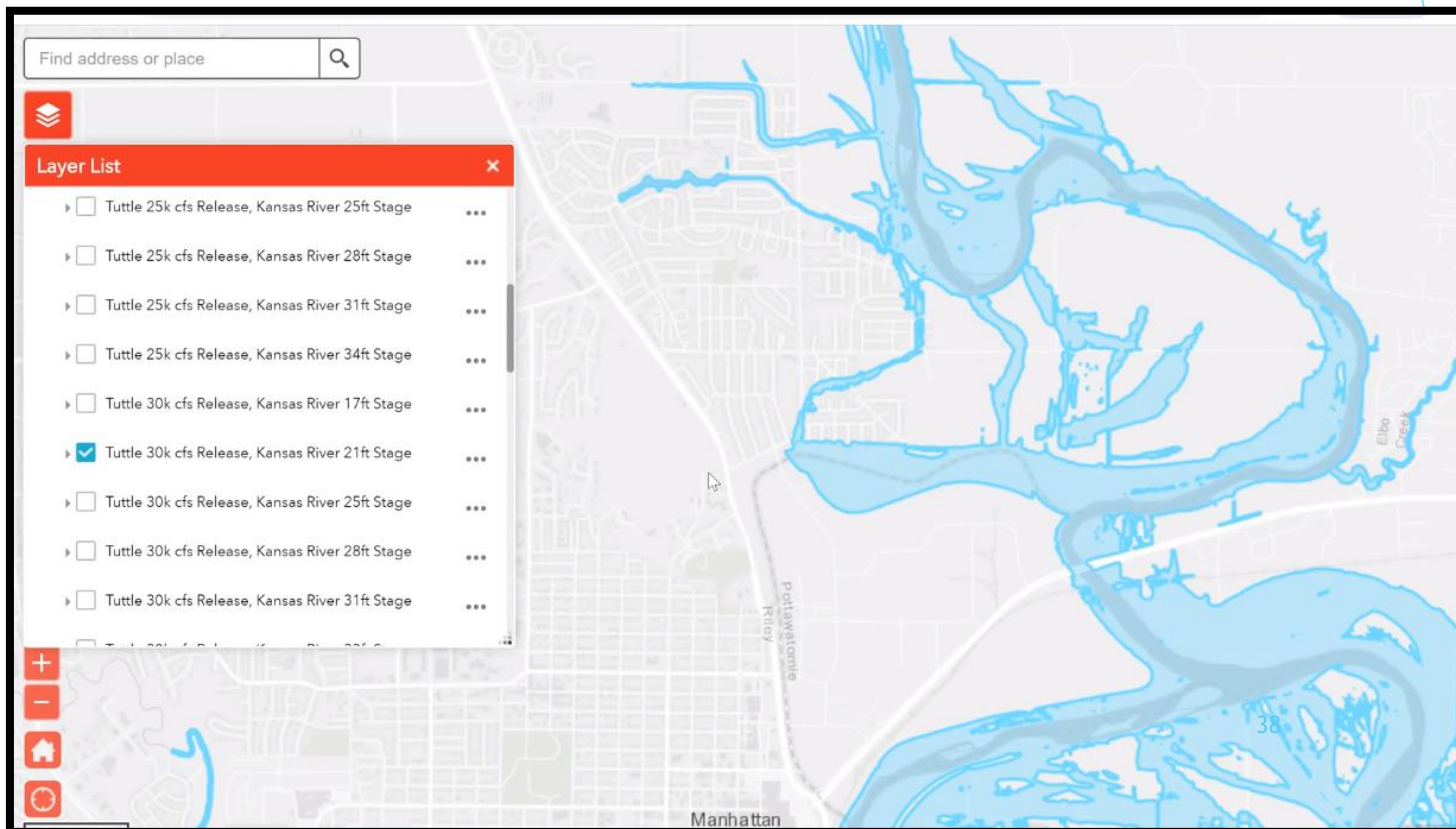 Find address or place
Layer List
Tuttle 25k cfs Release, Kansas River 25ft Stage
Tuttle 25k cfs Release, Kansas River 28ft Stage
Tuttle 25k cfs Release, Kansas River 31ft Stage
Tuttle 25k cfs Release, Kansas River 34ft Stage
Tuttle 30k cfs Release, Kansas River 17ft Stage
Tuttle 30k cfs Release, Kansas River 21ft Stage
Tuttle 30k cfs Release, Kansas River 25ft Stage
Tuttle 30k cfs Release, Kansas River 28ft Stage
Tuttle 30k cfs Release, Kansas River 31ft Stage
Elbo
Creek
Pottawatomie
Riley
38
Manhattan